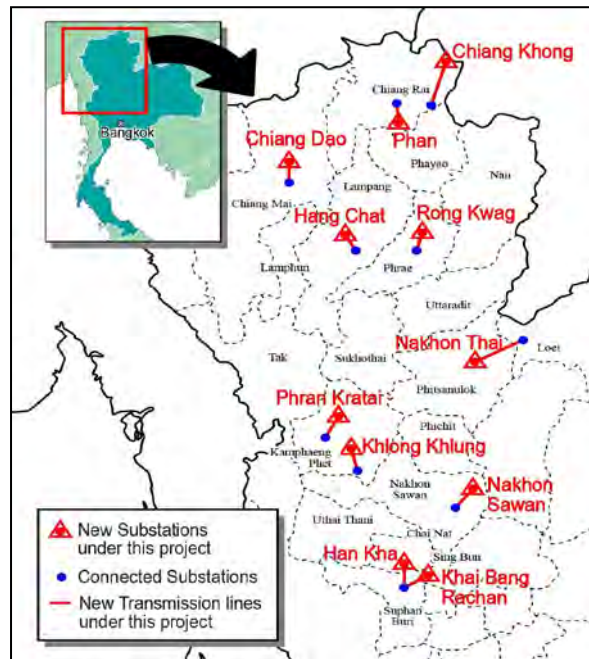 Bangkok
Chiang Khong
Chiang Rai
Phan
Chiang Dao
Phayao
Nan
Lampang
Chiang Mai
Hang Chat
Rong Kwag
Lamphun
Phrae
Uttaradit
Nakhon Thai
Loet
Tak
Sukhothai
Phitsanulok
Phran Kratai
Phichit
Khlong Khlung
Kamphaeng
Phet
Nakhon
Sawan
Nakhon
Sawan
Uthai Thani
Chai Nat
Han Kha
Sing Buri
Khai Bang
Rachan
Suphan
Buri
New Substations
under this project
Connected Substations
New Transmission lines
under this project